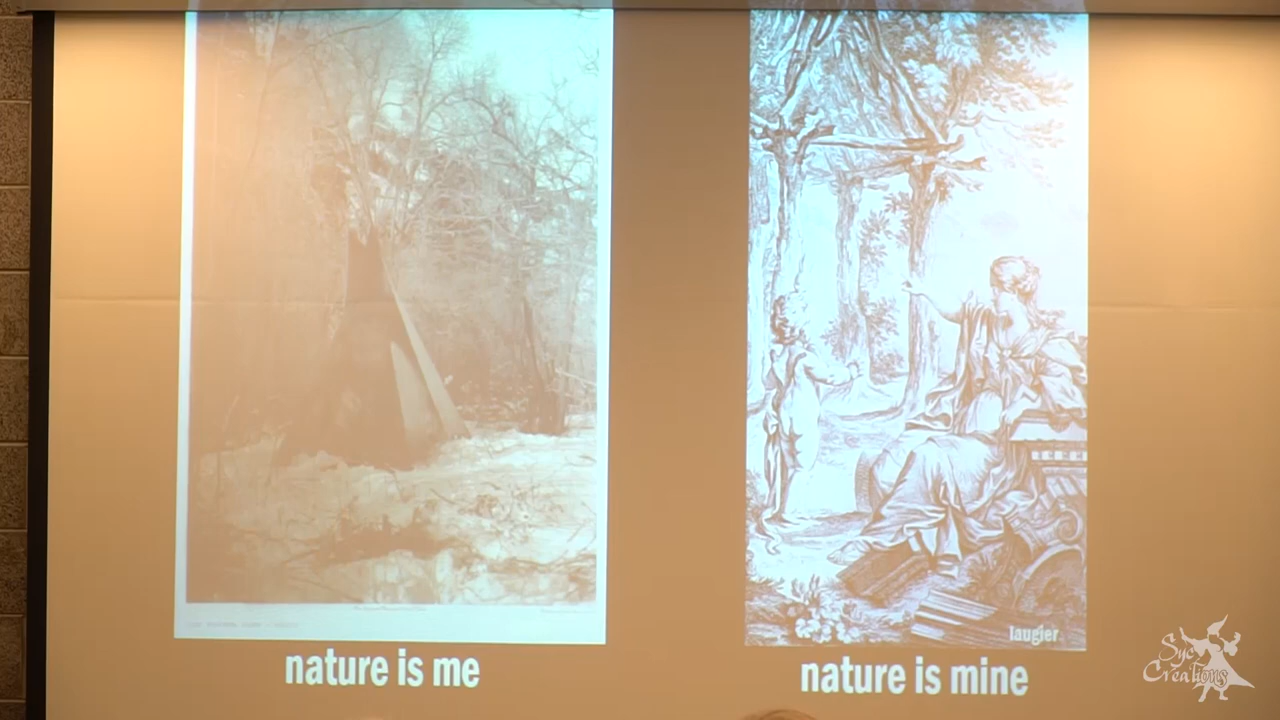 nature is me
laugier
nature is mine
Syc
Creations